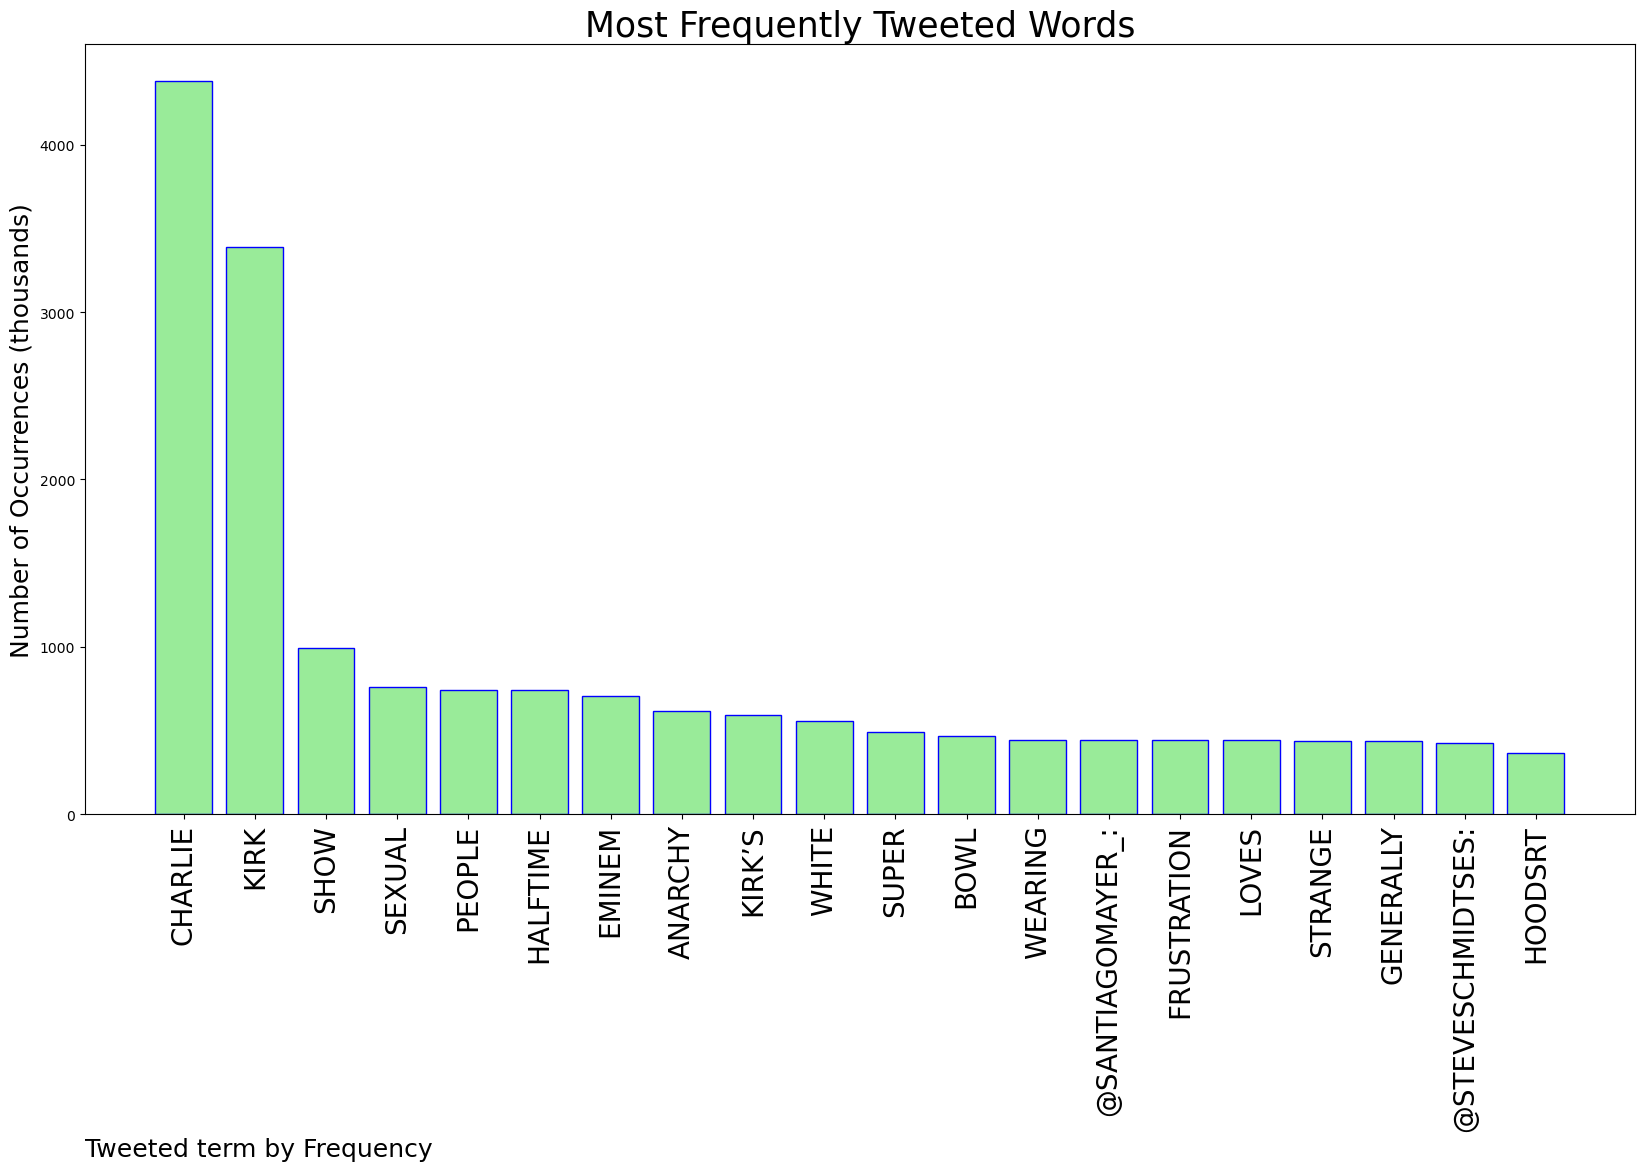 Most Frequently Tweeted Words
Number of Occurrences (thousands)
4000
3000
2000
1000
0
CHARLIE
KIRK
SHOW
SEXUAL
PEOPLE
HALFTIME
EMINEM
ANARCHY
KIRK’S
WHITE
SUPER
BOWL
WEARING
@SANTIAGOMAYER_:
FRUSTRATION
LOVES
STRANGE
GENERALLY
@STEVESCHMIDTSES:
HOODSRT
Tweeted term by Frequency